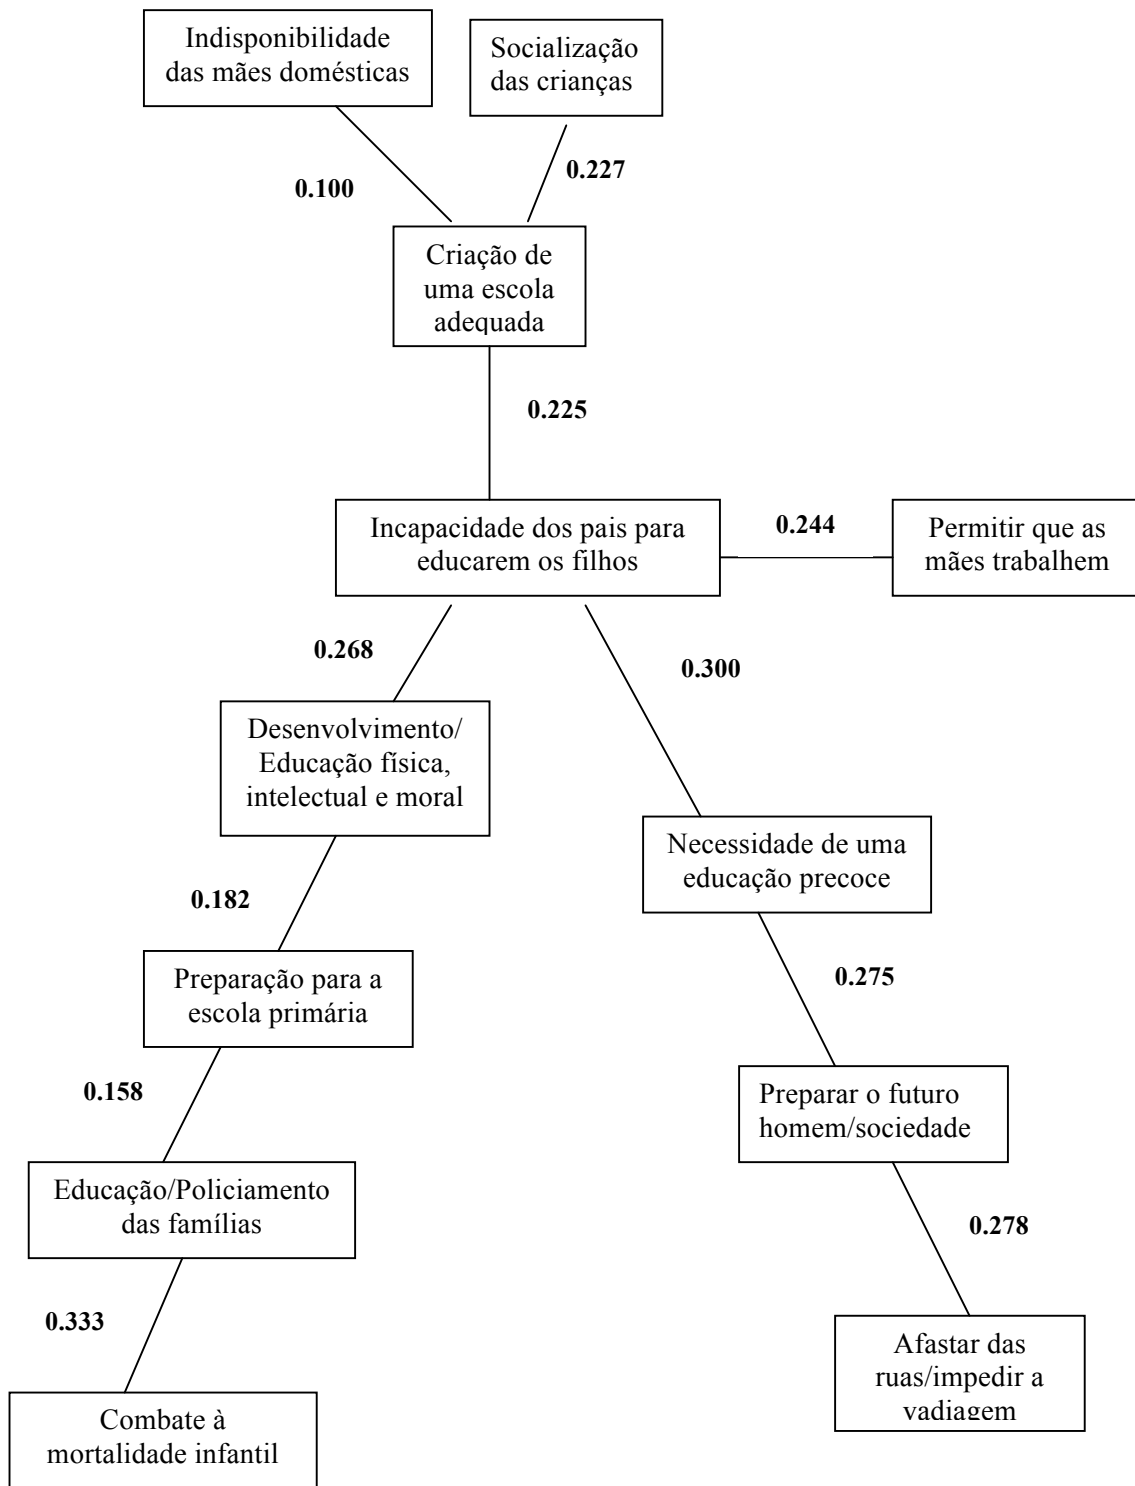 Indisponibilidade
das mães domésticas
Socialização
das crianças
0.100
0.227
Criação de
uma escola
adequada
0.225
Incapacidade dos pais para
educarem os filhos
0.244
Permitir que as
mães trabalhem
0.268
0.300
Desenvolvimento/
Educação física,
intelectual e moral
Necessidade de uma
educação precoce
0.182
0.275
Preparação para a
escola primária
0.158
Preparar o futuro
homem/sociedade
Educação/Policiamento
das famílias
0.278
0.333
Afastar das
ruas/impedir a
vadiagem
Combate à
mortalidade infantil